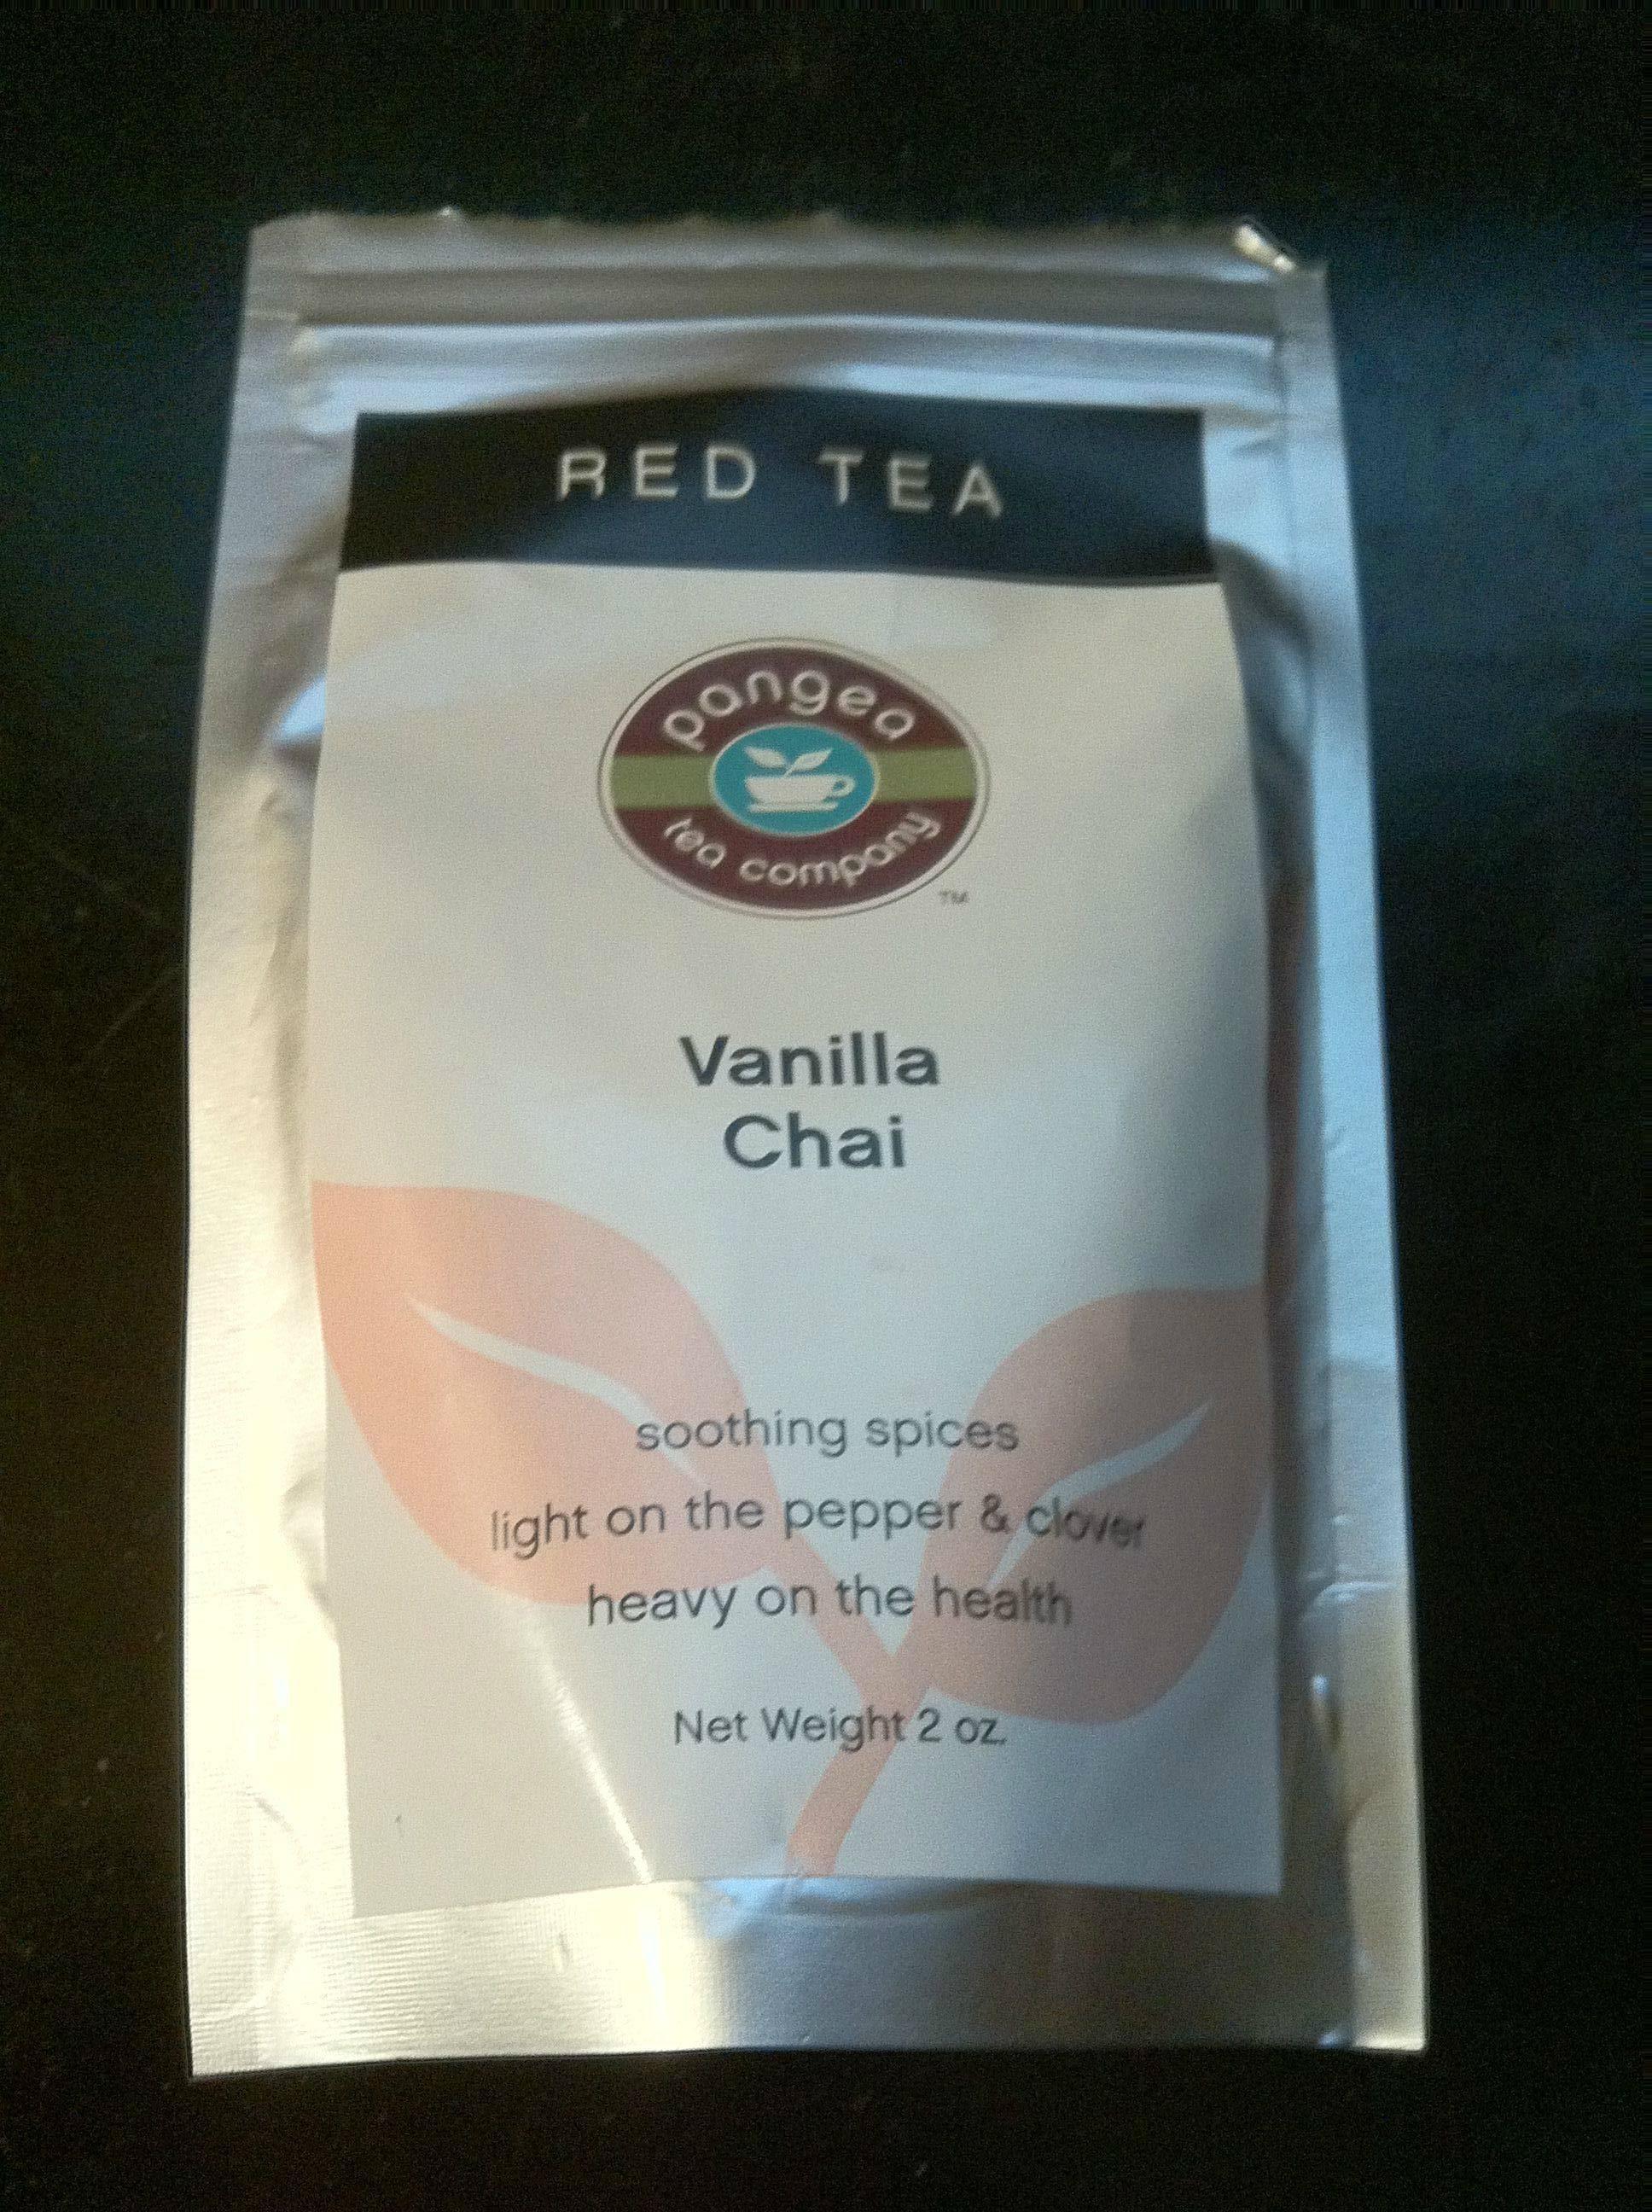 RED TEA
pangea
tea company
TM
Vanilla
Chai
soothing spices
light on the pepper & clover
heavy on the health
Net Weight 2 oz.